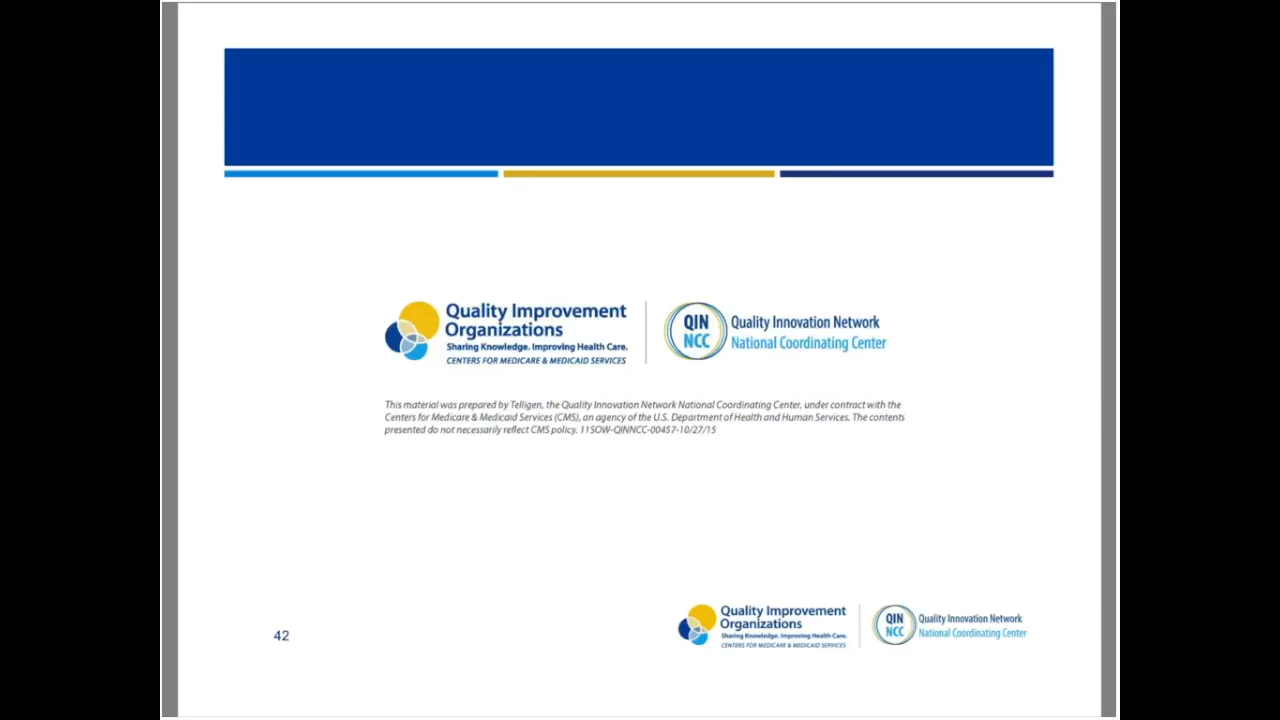 Quality Improvement
Organizations
Sharing Knowledge. Improving Health Care.
CENTERS FOR MEDICARE & MEDICAID SERVICES
QIN
NCC
Quality Innovation Network
National Coordinating Center
This material was prepared by Telligen, the Quality Innovation Network National Coordinating Center, under contract with the
Centers for Medicare & Medicaid Services (CMS), an agency of the U.S. Department of Health and Human Services. The contents
presented do not necessarily reflect CMS policy. 11SOW-QINNCC-00457-10/27/15
42
Quality Improvement
Organizations
Sharing Knowledge. Improving Health Care.
CENTERS FOR MEDICARE & MEDICAID SERVICES
QIN
NCC
Quality Innovation Network
National Coordinating Center